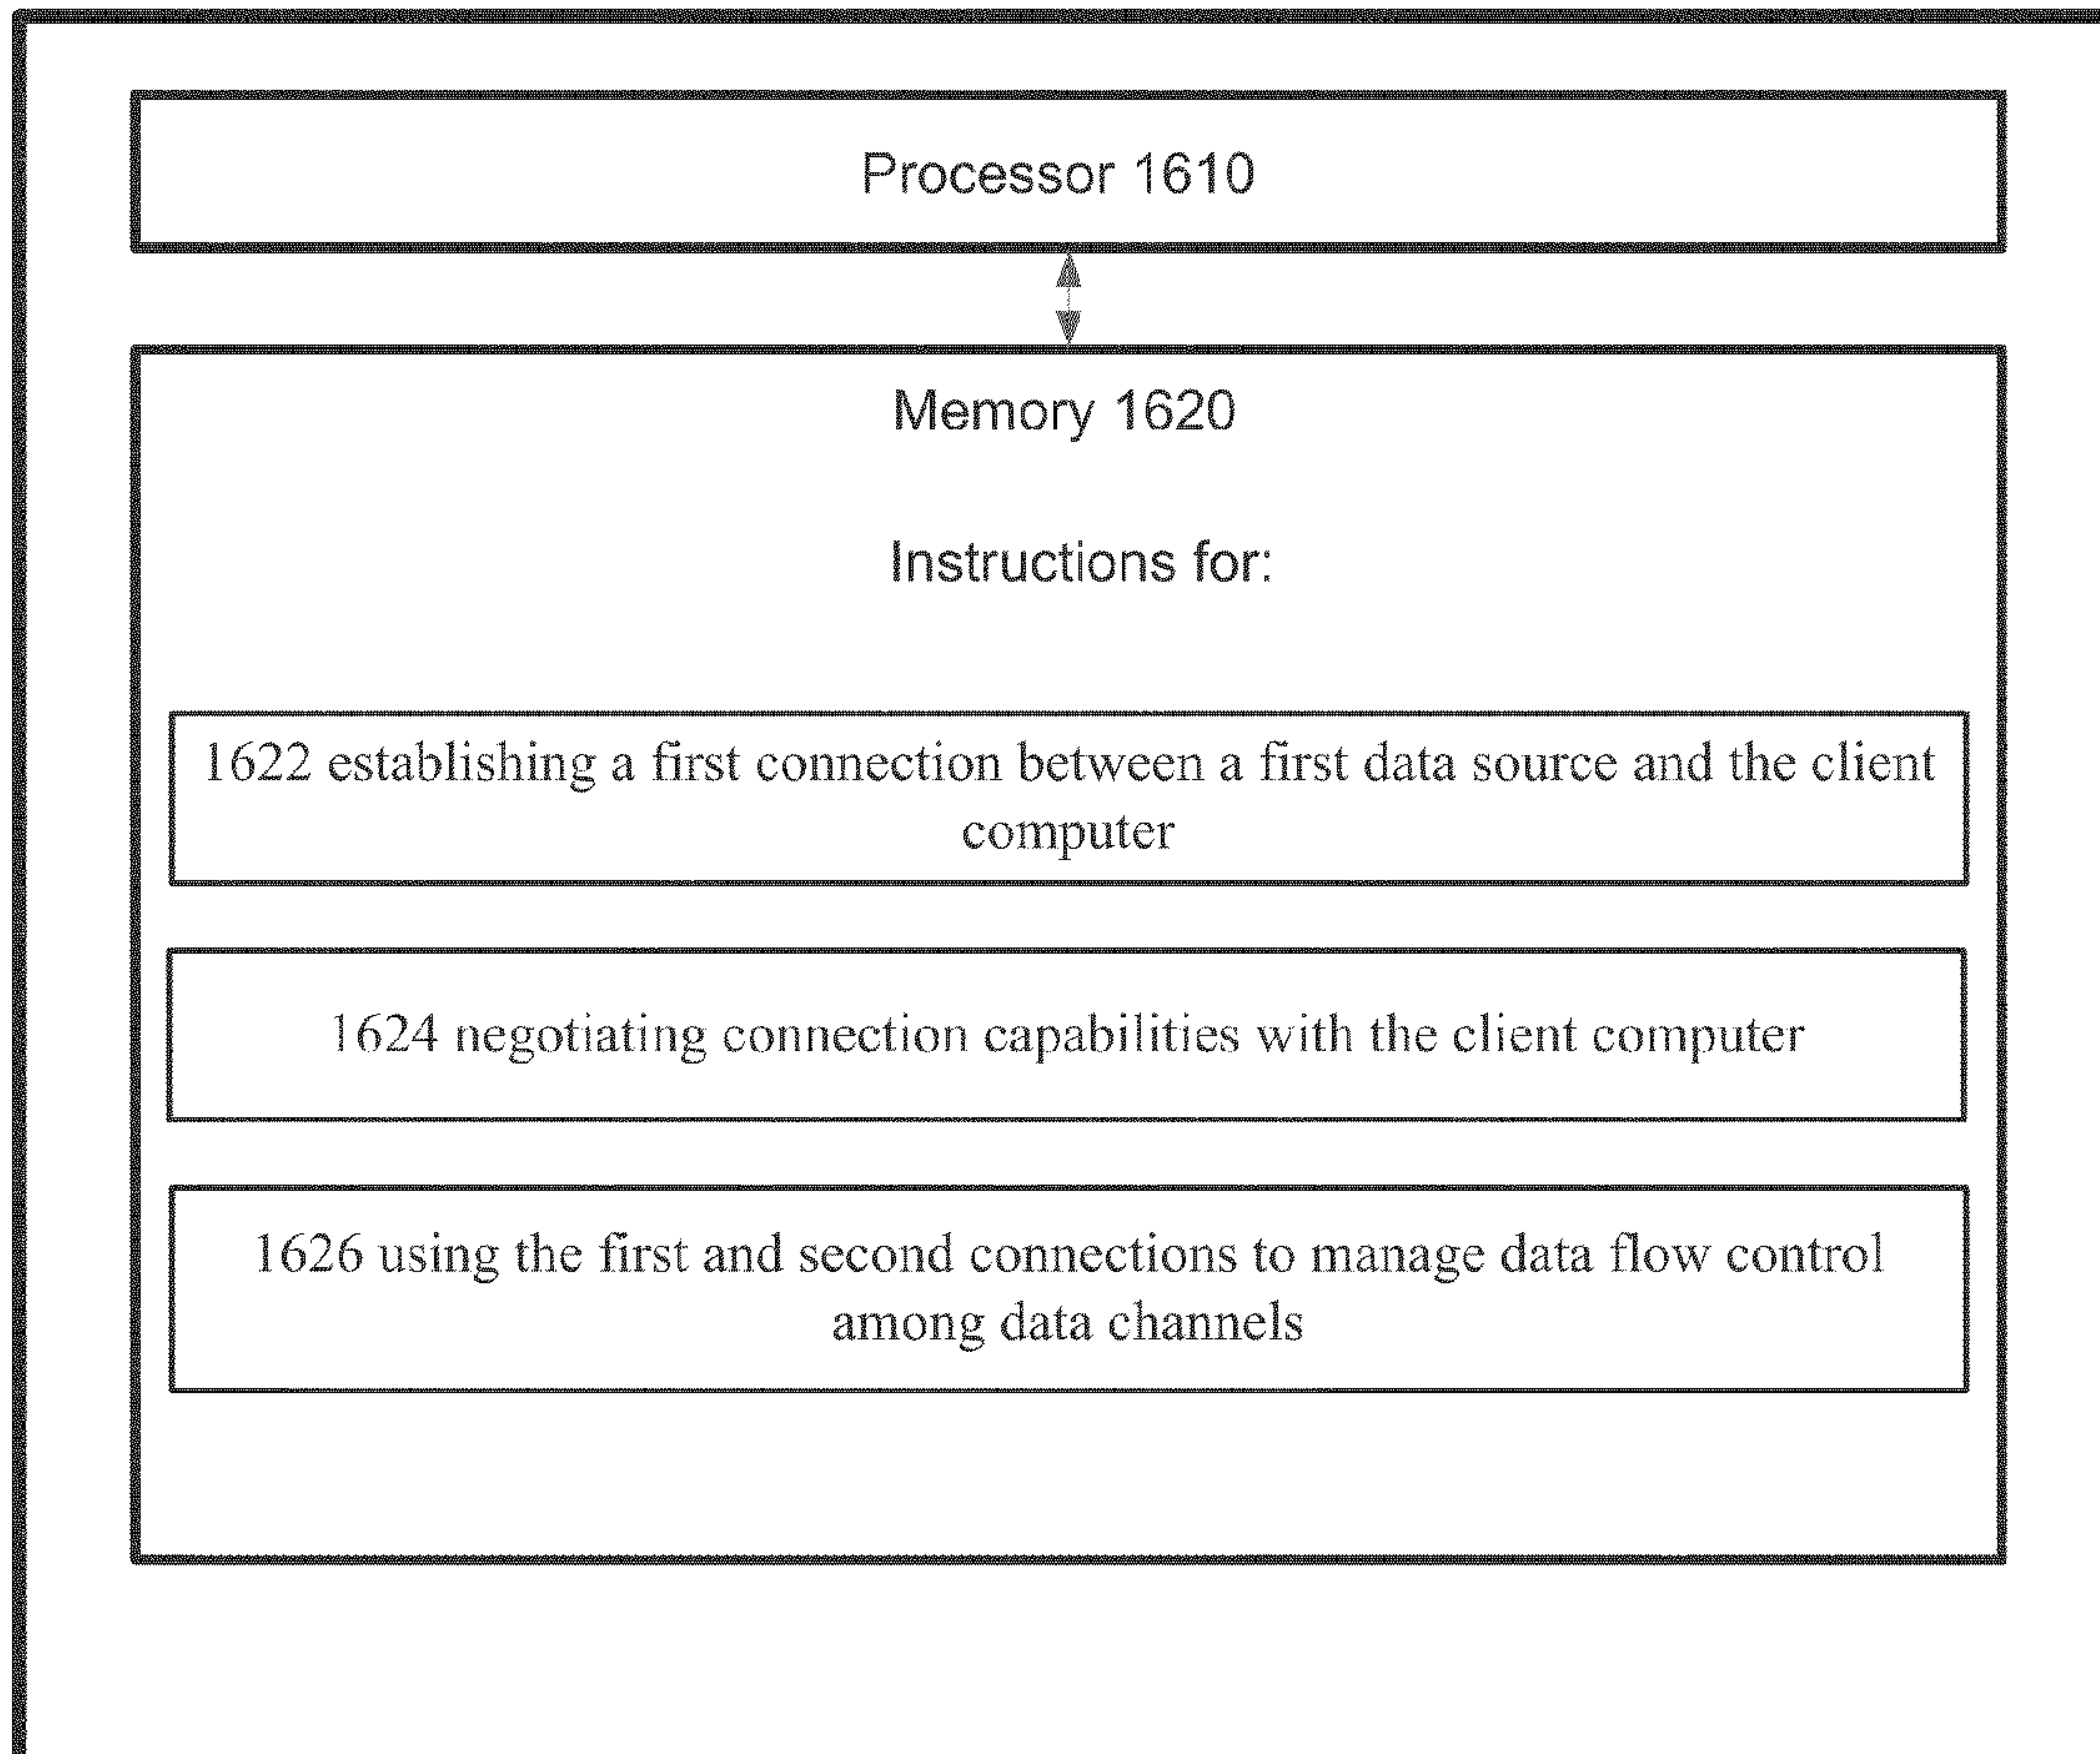 Processor 1610
Memory 1620
Instructions for:
1622 establishing a first connection between a first data source and the client
computer
1624 negotiating connection capabilities with the client computer
1626 using the first and second connections to manage data flow control
among data channels